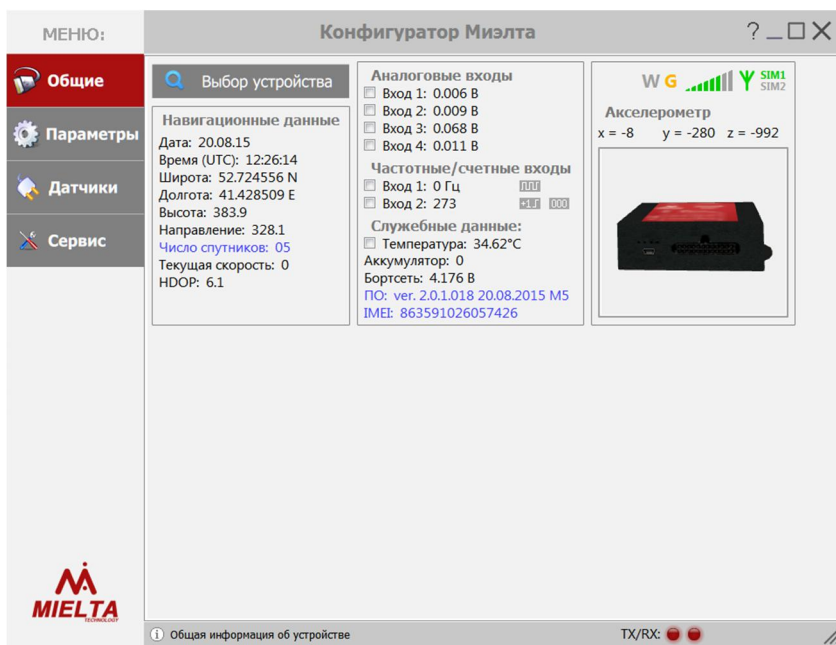 МЕНЮ:
Конфигуратор Миэлта
?
Общие
Параметры
Датчики
Сервис
Выбор устройства
Навигационные данные
Дата: 20.08.15
Время (UTC): 12:26:14
Широта: 52.724556 N
Долгота: 41.428509 E
Высота: 383.9
Направление: 328.1
Число спутников: 05
Текущая скорость: 0
HDOP: 6.1
Аналоговые входы
Вход 1: 0.006 В
Вход 2: 0.009 В
Вход 3: 0.068 В
Вход 4: 0.011 В
Частотные/счетные входы
Вход 1: 0 Гц
Вход 2: 273
+1 000
Служебные данные:
Температура: 34.62°C
Аккумулятор: 0
Бортсеть: 4.176 В
ПО: ver. 2.0.1.018 20.08.2015 M5
IMEI: 863591026057426
W G
SIM1
SIM2
Акселерометр
x = -8 y = -280 z = -992
MIELTA
TECHNOLOGY
Общая информация об устройстве
TX/RX: